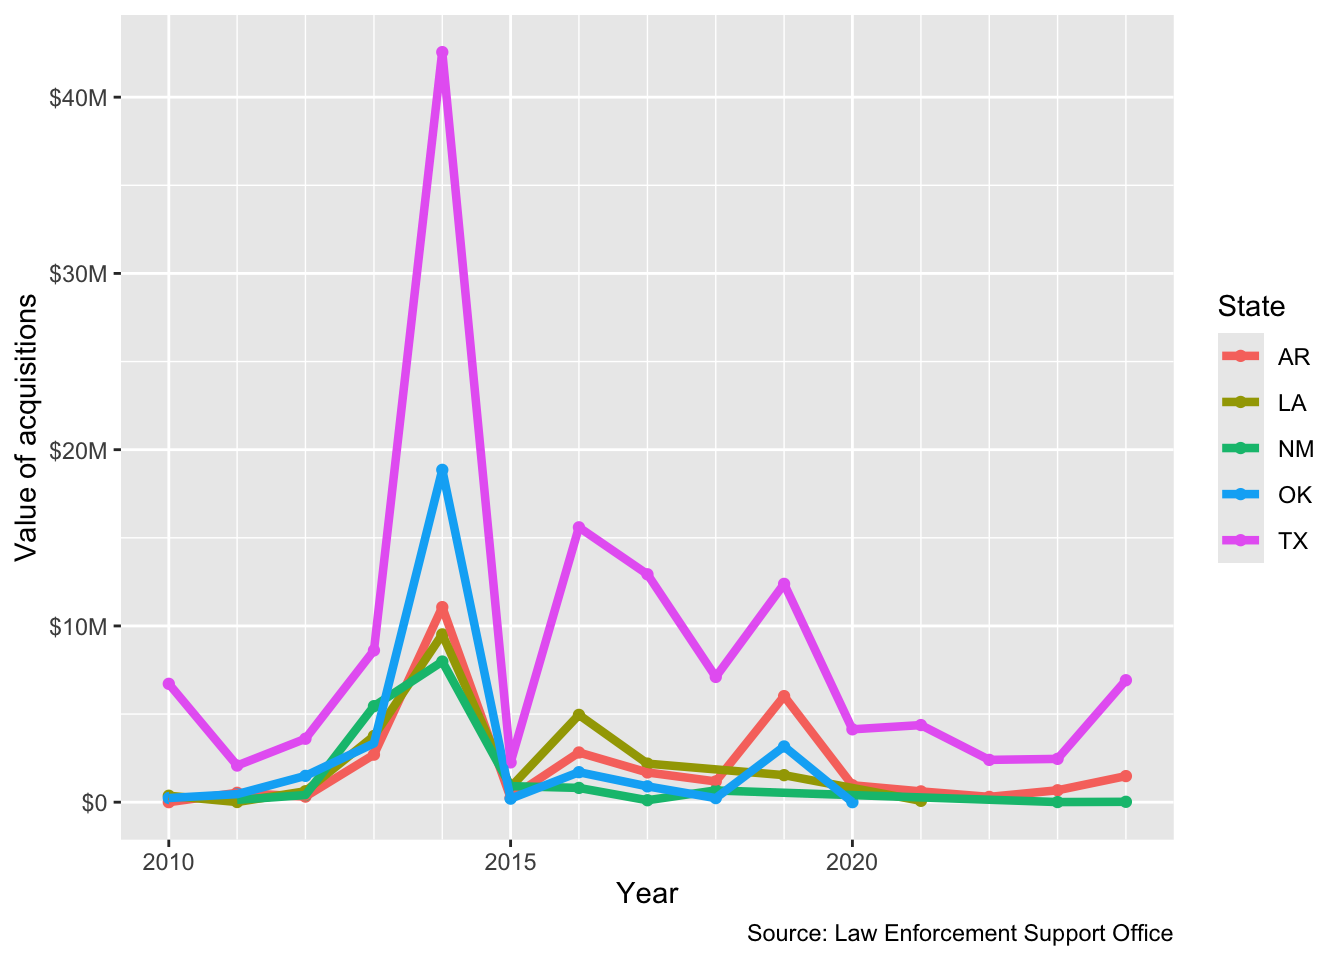 $40M
$30M
$20M
$10M
$0
Value of acquisitions
2010 2015 2020
Year
State
AR
LA
NM
OK
TX
Source: Law Enforcement Support Office